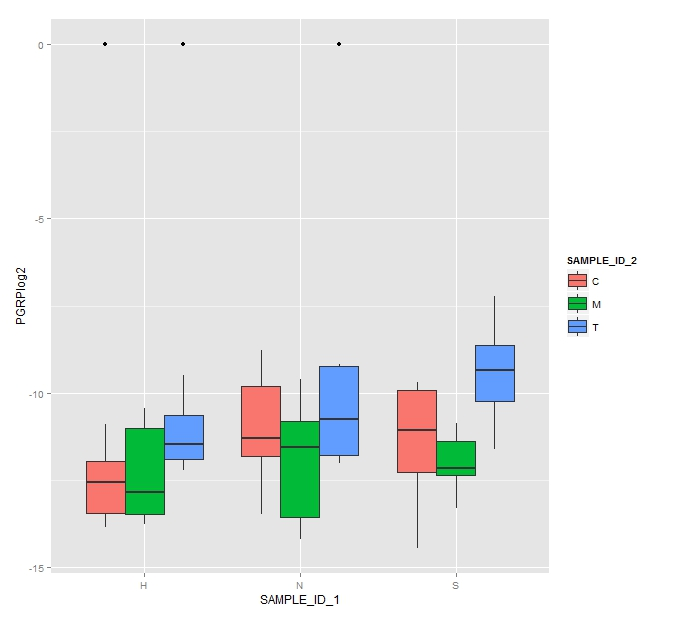 0
-5
-10
-15
PGRPlog2
H N S
SAMPLE_ID_1
SAMPLE_ID_2
C
M
T